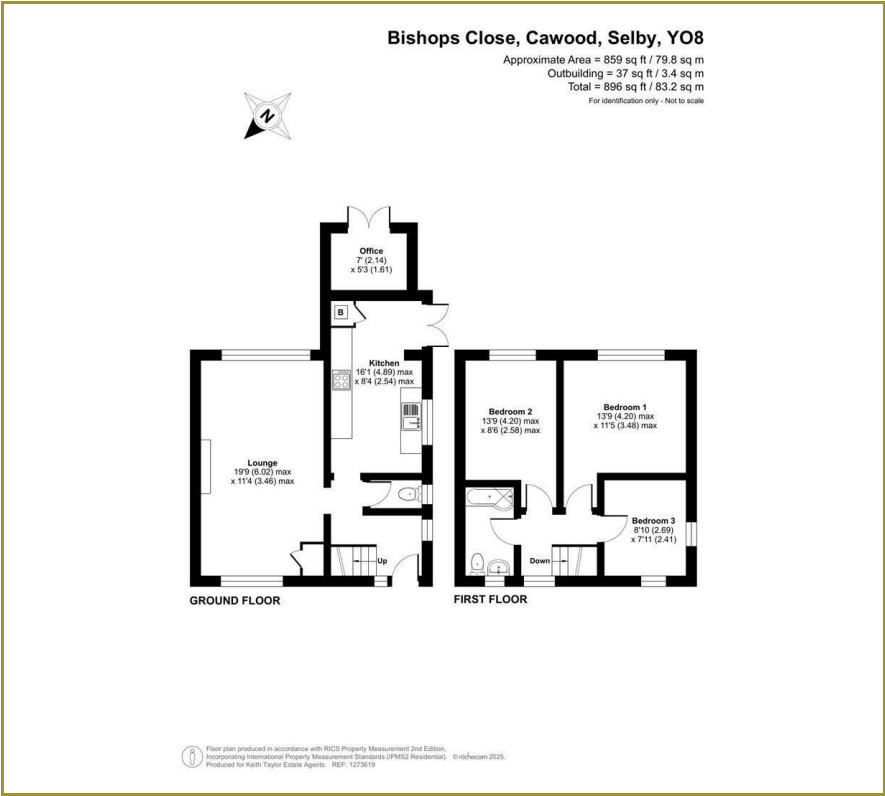 Bishops Close, Cawood, Selby, YO8
Approximate Area = 859 sq ft / 79.8 sq m
Outbuilding = 37 sq ft / 3.4 sq m
Total = 896 sq ft / 83.2 sq m
For identification only - Not to scale
N
Office
7' (2.14)
x 5'3 (1.61)
B
Kitchen
16'1 (4.89) max
x 8'4 (2.54) max
Lounge
19'9 (6.02) max
x 11'4 (3.46) max
Up
GROUND FLOOR
Bedroom 2
13'9 (4.20) max
x 8'6 (2.58) max
Bedroom 1
13'9 (4.20) max
x 11'5 (3.48) max
Bedroom 3
8'10 (2.69)
x 7'11 (2.41)
Down
FIRST FLOOR
Floor plan produced in accordance with RICS Property Measurement 2nd Edition,
Incorporating International Property Measurement Standards (IPMS2 Residential). © nichecom 2025.
Produced for Keith Taylor Estate Agents. REF: 1273619